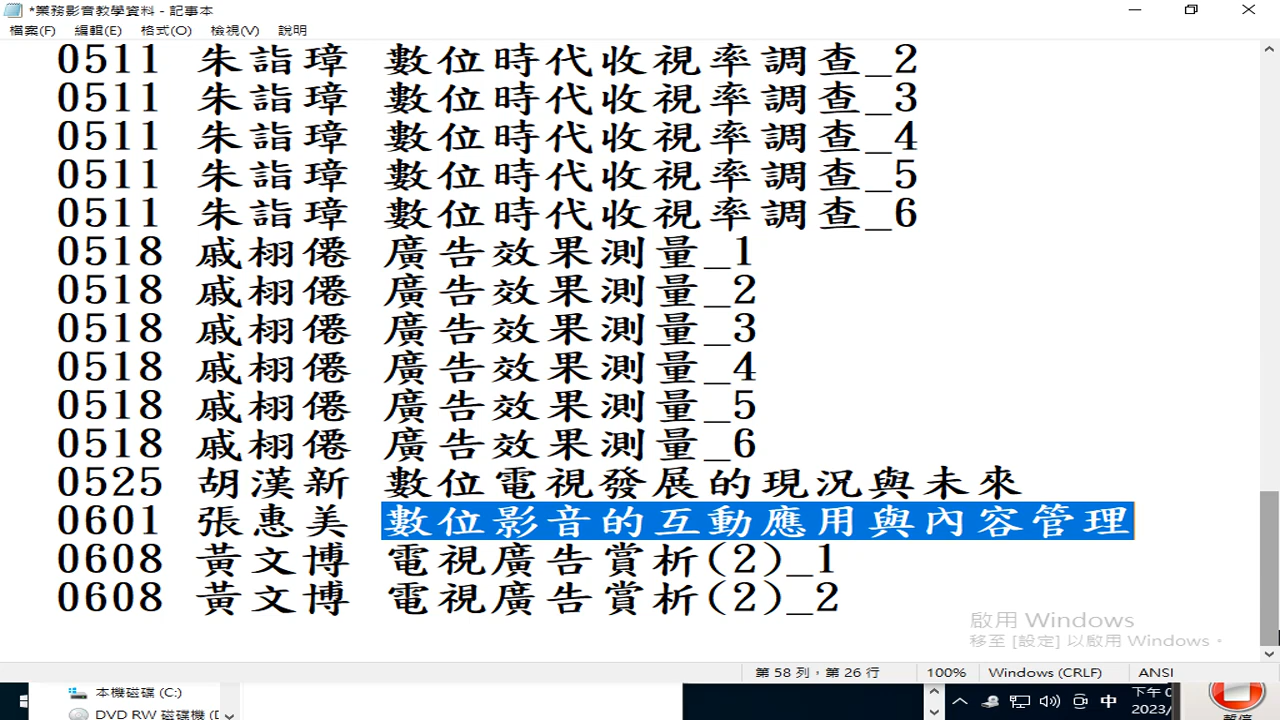 *業務影音教學資料 - 記事本
檔案(F) 編輯(E) 格式(O) 檢視(V) 說明
0511 朱詣璋 數位時代收視率調查_2
0511 朱詣璋 數位時代收視率調查_3
0511 朱詣璋 數位時代收視率調查_4
0511 朱詣璋 數位時代收視率調查_5
0511 朱詣璋 數位時代收視率調查_6
0518 戚栩僊 廣告效果測量_1
0518 戚栩僊 廣告效果測量_2
0518 戚栩僊 廣告效果測量_3
0518 戚栩僊 廣告效果測量_4
0518 戚栩僊 廣告效果測量_5
0518 戚栩僊 廣告效果測量_6
0525 胡漢新 數位電視發展的現況與未來
0601 張惠美 數位影音的互動應用與內容管理
0608 黃文博 電視廣告賞析(2)_1
0608 黃文博 電視廣告賞析(2)_2
啟用 Windows
移至 [設定] 以啟用 Windows。
第 58 列，第 26 行 100% Windows (CRLF) ANSI
本機磁碟 (C:)
DVD RW 磁碟機 (D
中
下午
2023/
暫停